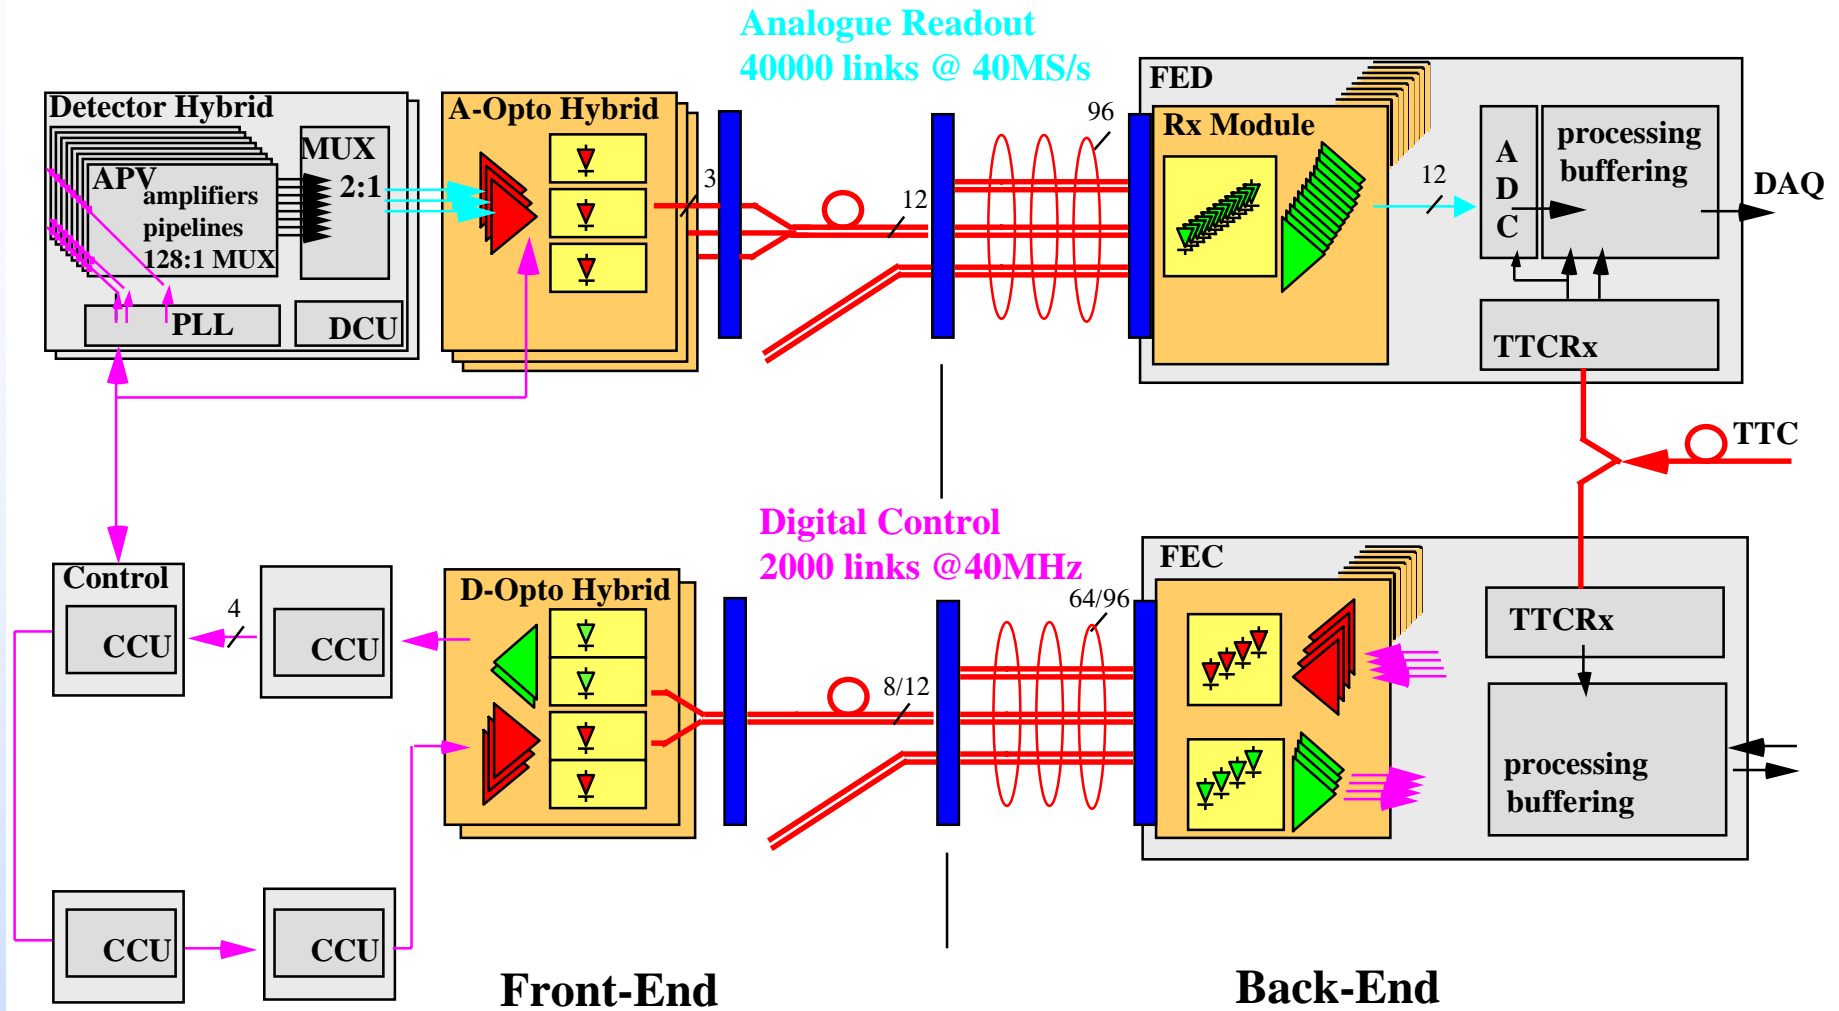 Analogue Readout
40000 links @ 40MS/s
Detector Hybrid
APV
amplifiers
pipelines
128:1 MUX
MUX
2:1
PLL
DCU
A-Opto Hybrid
3
12
96
FED
Rx Module
12
A
D
C
processing
buffering
DAQ
TTCRx
TTC
Digital Control
2000 links @40MHz
Control
CCU
4
CCU
CCU
CCU
D-Opto Hybrid
8/12
64/96
FEC
TTCRx
processing
buffering
Front-End
Back-End